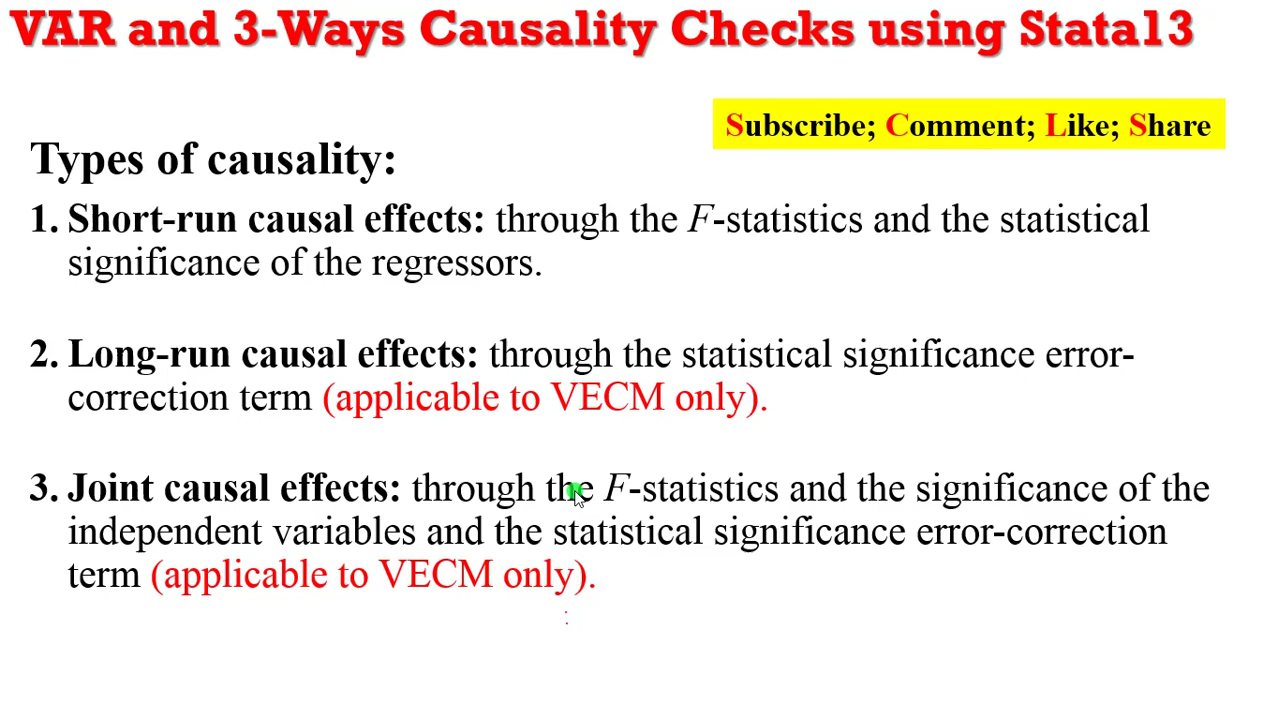 VAR and 3-Ways Causality Checks using Stata13
Subscribe; Comment; Like; Share
Types of causality:
1. Short-run causal effects: through the F-statistics and the statistical
significance of the regressors.
2. Long-run causal effects: through the statistical significance error-
correction term (applicable to VECM only).
3. Joint causal effects: through the F-statistics and the significance of the
independent variables and the statistical significance error-correction
term (applicable to VECM only).